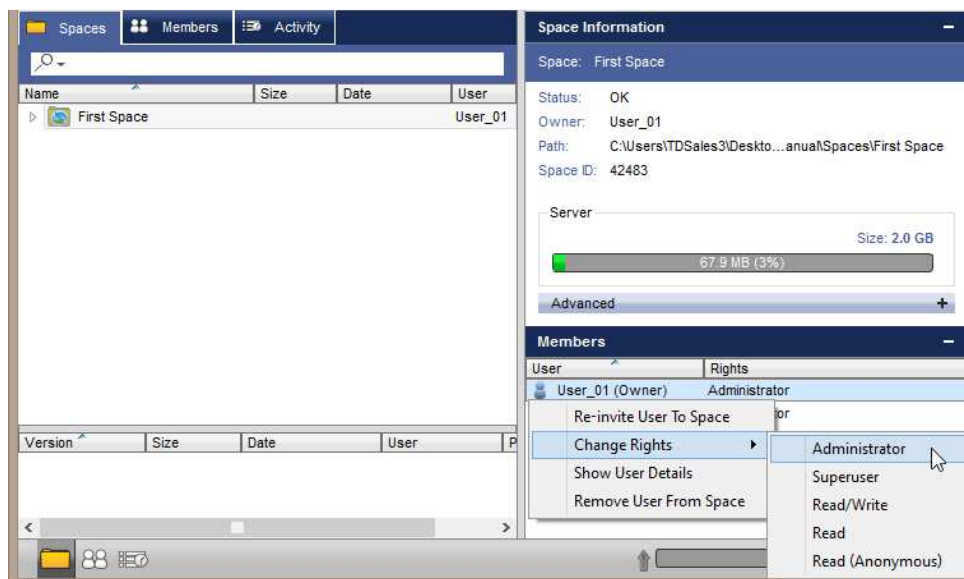 Spaces Members Activity
Name Size Date User
First Space User_01
Version Size Date User P
Space Information
Space: First Space
Status: OK
Owner: User_01
Path: C:\Users\TDSales3\Deskto...anual\Spaces\First Space
Space ID: 42483
Server
Size: 2.0 GB
67.9 MB (3%)
Advanced
Members
User Rights
User_01 (Owner) Administrator
Re-invite User To Space
Change Rights
Show User Details
Remove User From Space
Administrator
Superuser
Read/Write
Read
Read (Anonymous)